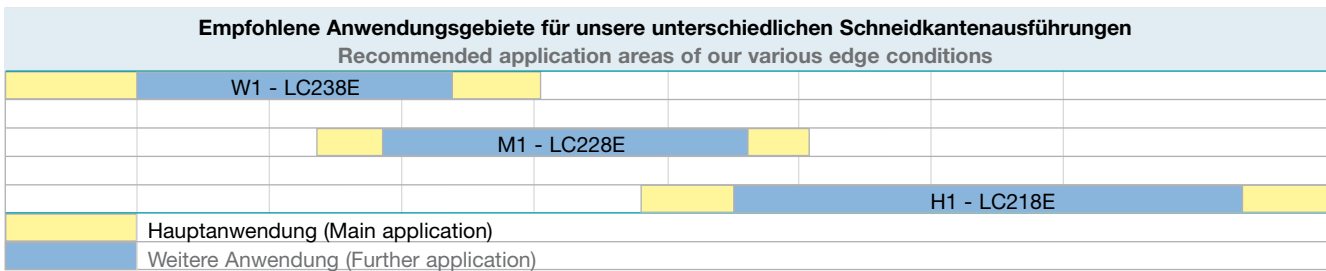 Empfohlene Anwendungsgebiete für unsere unterschiedlichen Schneidkantenausführungen
Recommended application areas of our various edge conditions
W1 - LC238E
M1 - LC228E
H1 - LC218E
Hauptanwendung (Main application)
Weitere Anwendung (Further application)